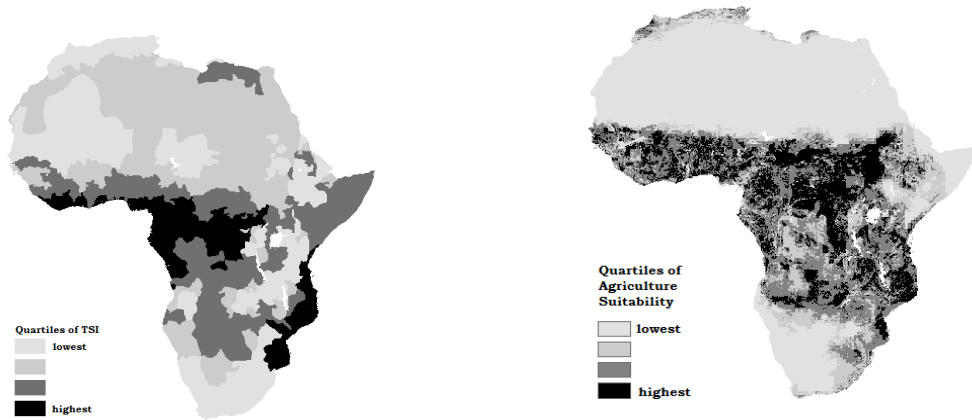 Quartiles of TSI
lowest
highest
Quartiles of
Agriculture
Suitability
lowest
highest